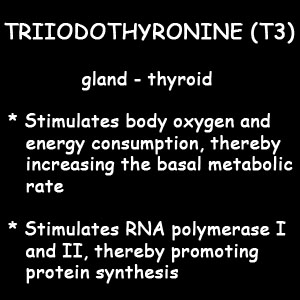 TRIIODOTHYRONINE (T3)
gland - thyroid
* Stimulates body oxygen and
energy consumption, thereby
increasing the basal metabolic
rate
* Stimulates RNA polymerase I
and II, thereby promoting
protein synthesis